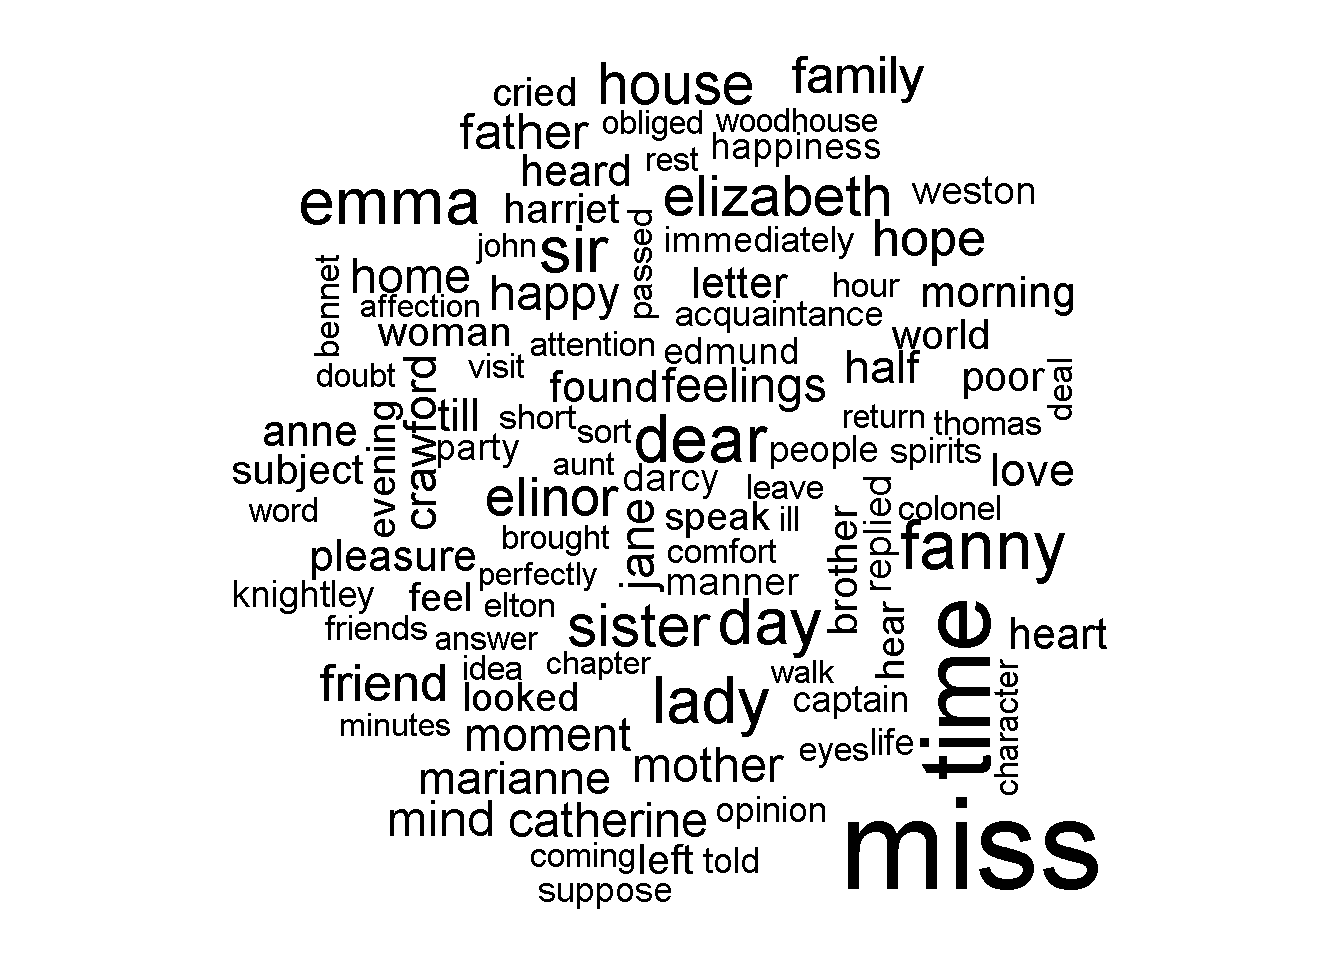 cried house family
father obliged woodhouse
happiness
heard rest
emma harriet elizabeth weston
john sir passed immediately hope
bennet home happy letter hour morning
affection acquaintance
woman attention edmund world
doubt crawford visit found feelings half poor deal
anne evening till short sort dear return thomas
subject party aunt people spirits love
word elinor darcy leave colonel
jane speak ill brother replied fanny
pleasure brought comfort
knightley feel perfectly manner
elton
friends answer sister day hear time heart
friend idea chapter lady walk character
looked captain
minutes moment eyes life
marianne mother
mind catherine opinion miss
coming left told
suppose